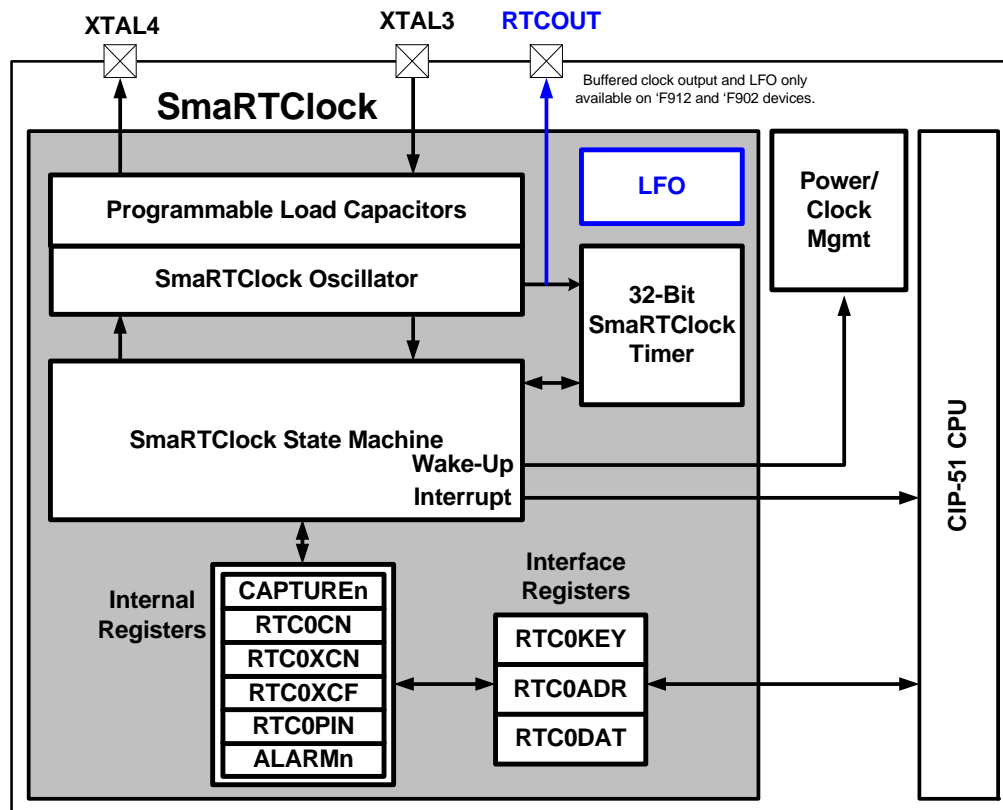 XTAL4
XTAL3
RTCOUT
Buffered clock output and LFO only
available on ‘F912 and ‘F902 devices.
SmaRTClock
LFO
Power/
Clock
Mgmt
Programmable Load Capacitors
SmaRTClock Oscillator
32-Bit
SmaRTClock
Timer
SmaRTClock State Machine
Wake-Up
Interrupt
CIP-51 CPU
Internal
Registers
CAPTUREn
RTC0CN
RTC0XCN
RTC0XCF
RTC0PIN
ALARMn
Interface
Registers
RTC0KEY
RTC0ADR
RTC0DAT